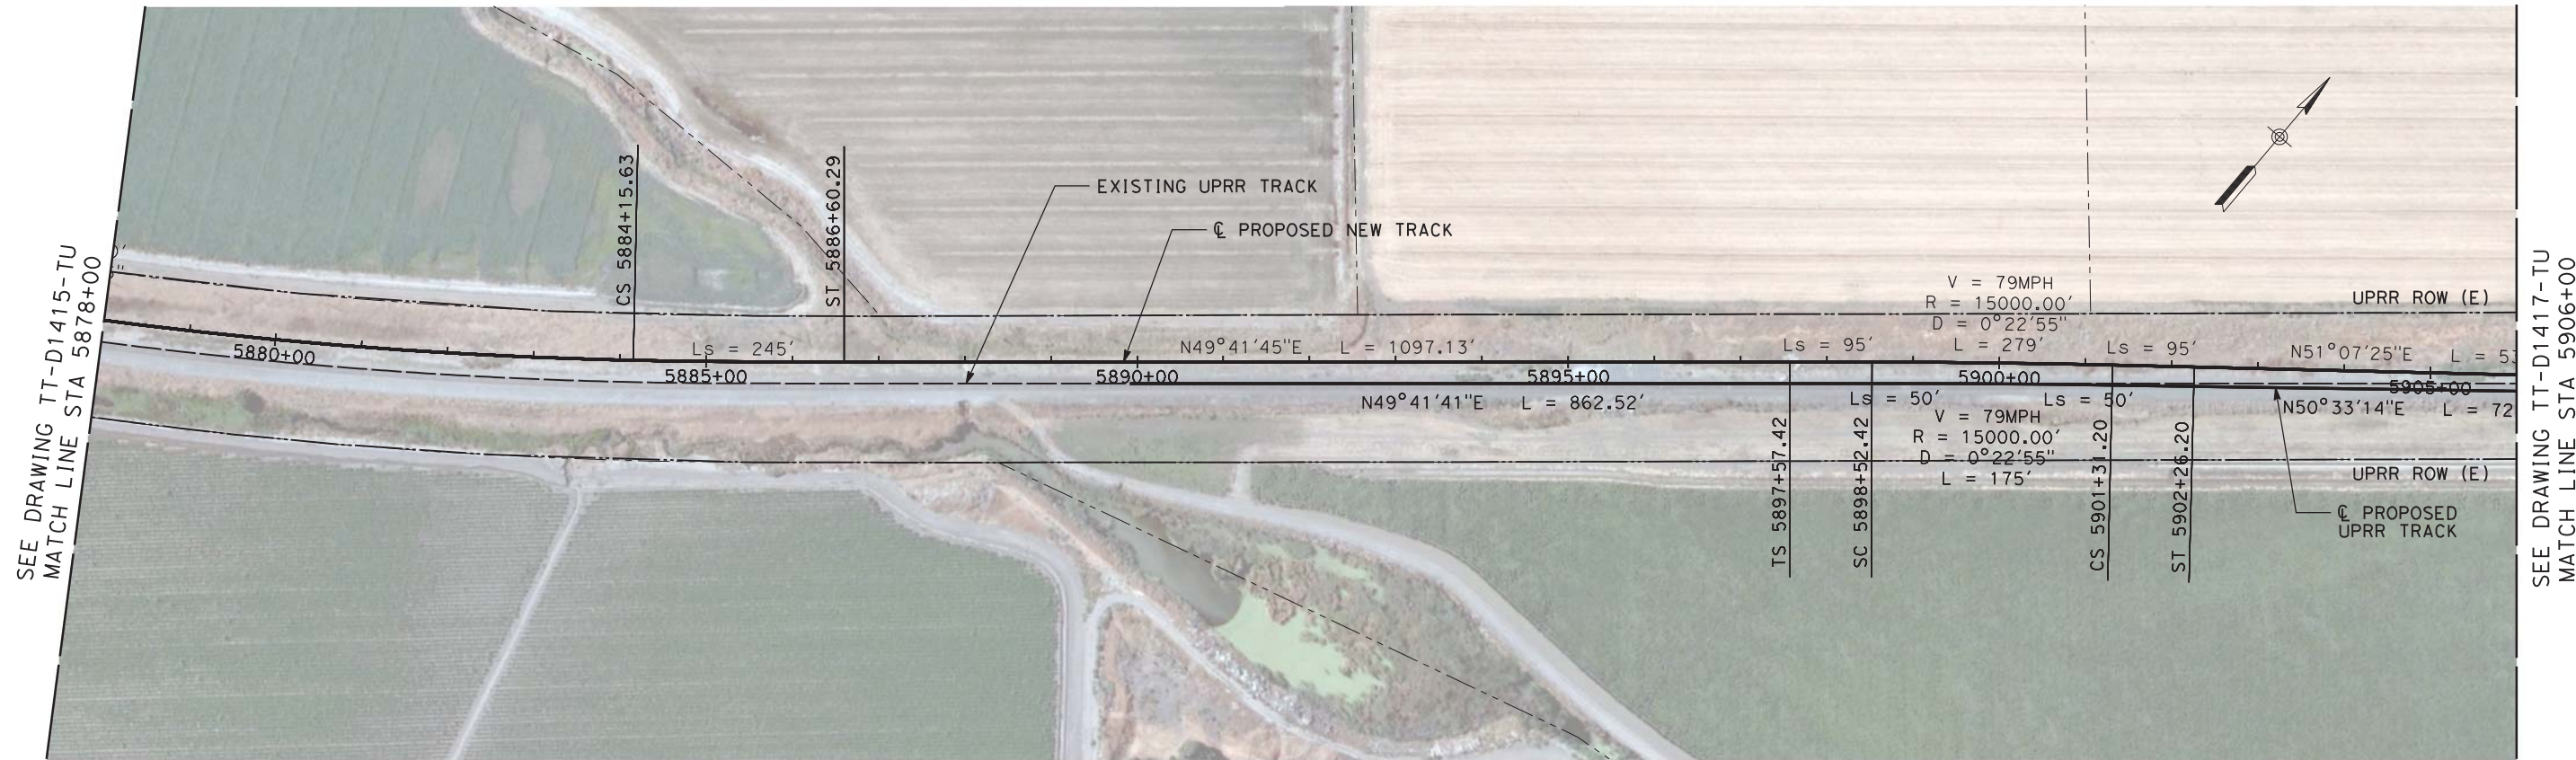 SEE DRAWING TT-D1415-TU
MATCH LINE STA 5878+00
CS 5884+15.63
ST 5886+60.29
EXISTING UPRR TRACK
℄ PROPOSED NEW TRACK
V = 79MPH
R = 15000.00'
D = 0°22'55"
L = 279'
UPRR ROW (E)
5880+00
Ls = 245'
5885+00
N49°41'45"E L = 1097.13'
5890+00
5895+00
Ls = 95'
5900+00
Ls = 95'
N51°07'25"E L = 53
5905+00
N49°41'41"E L = 862.52'
Ls = 50'
Ls = 50'
V = 79MPH
R = 15000.00'
D = 0°22'55"
L = 175'
N50°33'14"E L = 72
TS 5897+57.42
SC 5898+52.42
CS 5901+31.20
ST 5902+26.20
UPRR ROW (E)
℄ PROPOSED
UPRR TRACK
SEE DRAWING TT-D1417-TU
MATCH LINE STA 5906+00